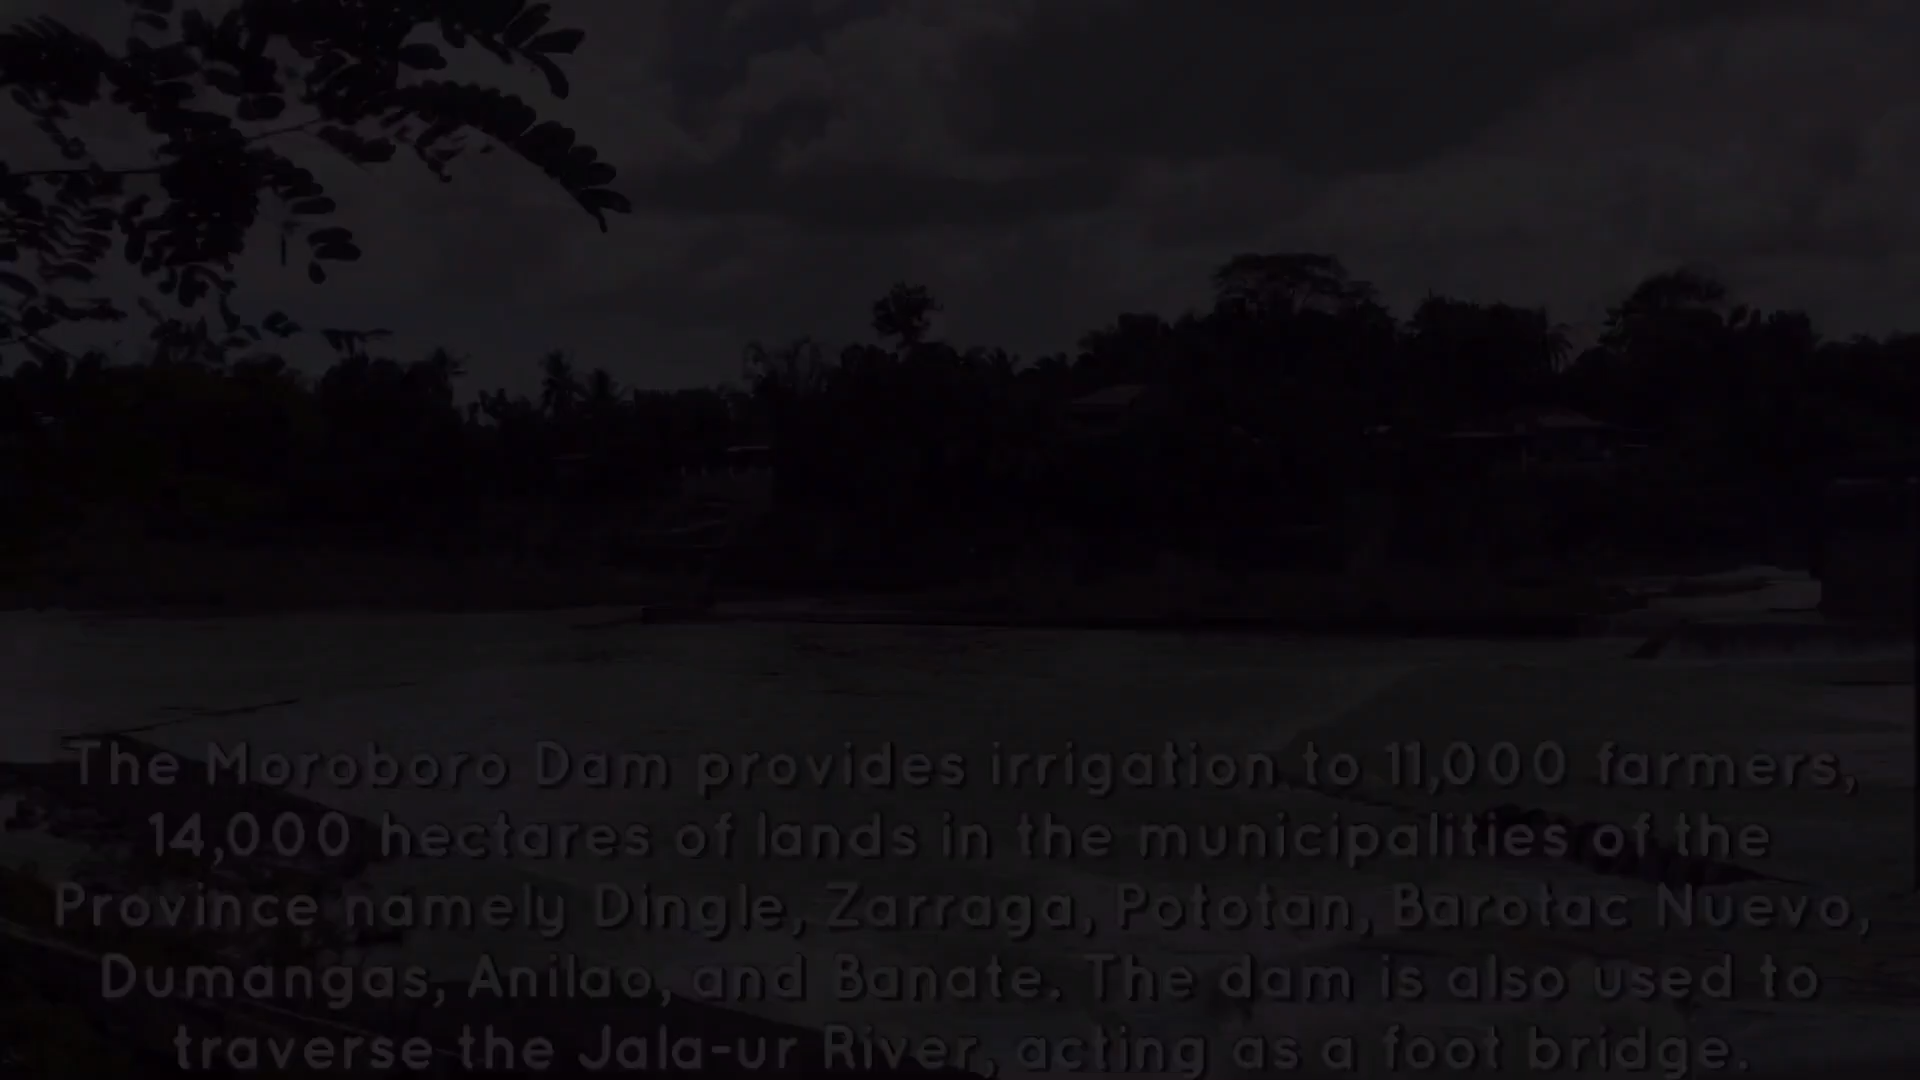 The Moroboro Dam provides irrigation to 11,000 farmers,
14,000 hectares of lands in the municipalities of the
Province namely Dingle, Zarraga, Pototan, Barotac Nuevo,
Dumangas, Anilao, and Banate. The dam is also used to
traverse the Jala-ur River, acting as a foot bridge.